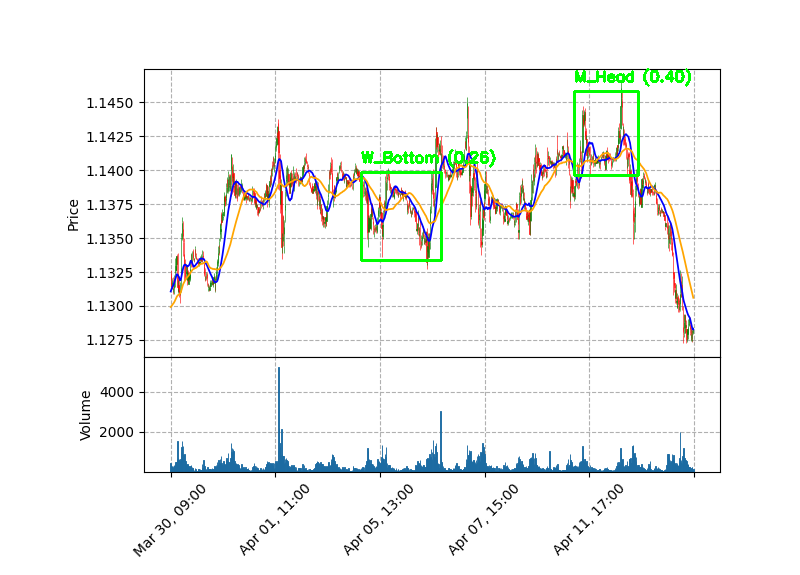 M_Head (0.40)
W_Bottom (0.26)
Price
1.1450
1.1425
1.1400
1.1375
1.1350
1.1325
1.1300
1.1275
Volume
4000
2000
Mar 30, 09:00
Apr 01, 11:00
Apr 05, 13:00
Apr 07, 15:00
Apr 11, 17:00